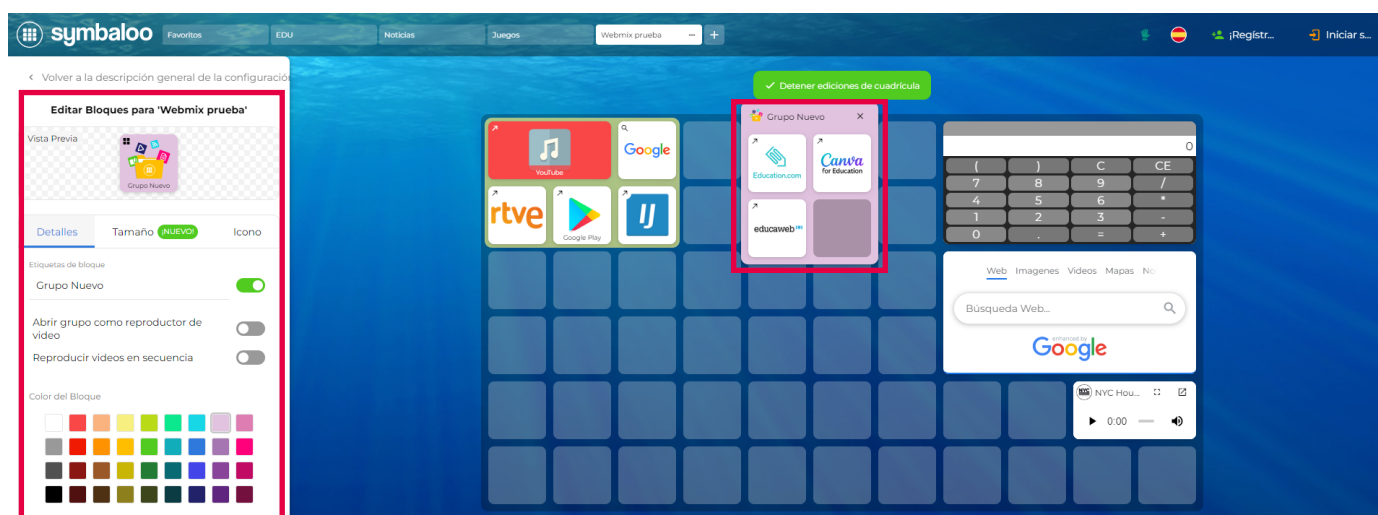 symbaloo
Favoritos
EDU
Noticias
Juegos
Webmix prueba
¡Regístr...
Iniciar s...
Volver a la descripción general de la configuración
Editar Bloques para 'Webmix prueba'
Vista Previa
Grupo Nuevo
Detalles
Tamaño ¡NUEVO!
Icono
Etiquetas de bloque
Grupo Nuevo
Abrir grupo como reproductor de
video
Reproducir videos en secuencia
Color del Bloque
Detener ediciones de cuadrícula
YouTube
Google
rtve
Google Play
IJ
Grupo Nuevo
Education.com
Canva
for Education
educaweb
0
( ) C CE
7 8 9 /
4 5 6 *
1 2 3 -
0 . = +
Web Imagenes Videos Mapas No
Búsqueda Web...
enhanced by
Google
NYC Hou...
0:00